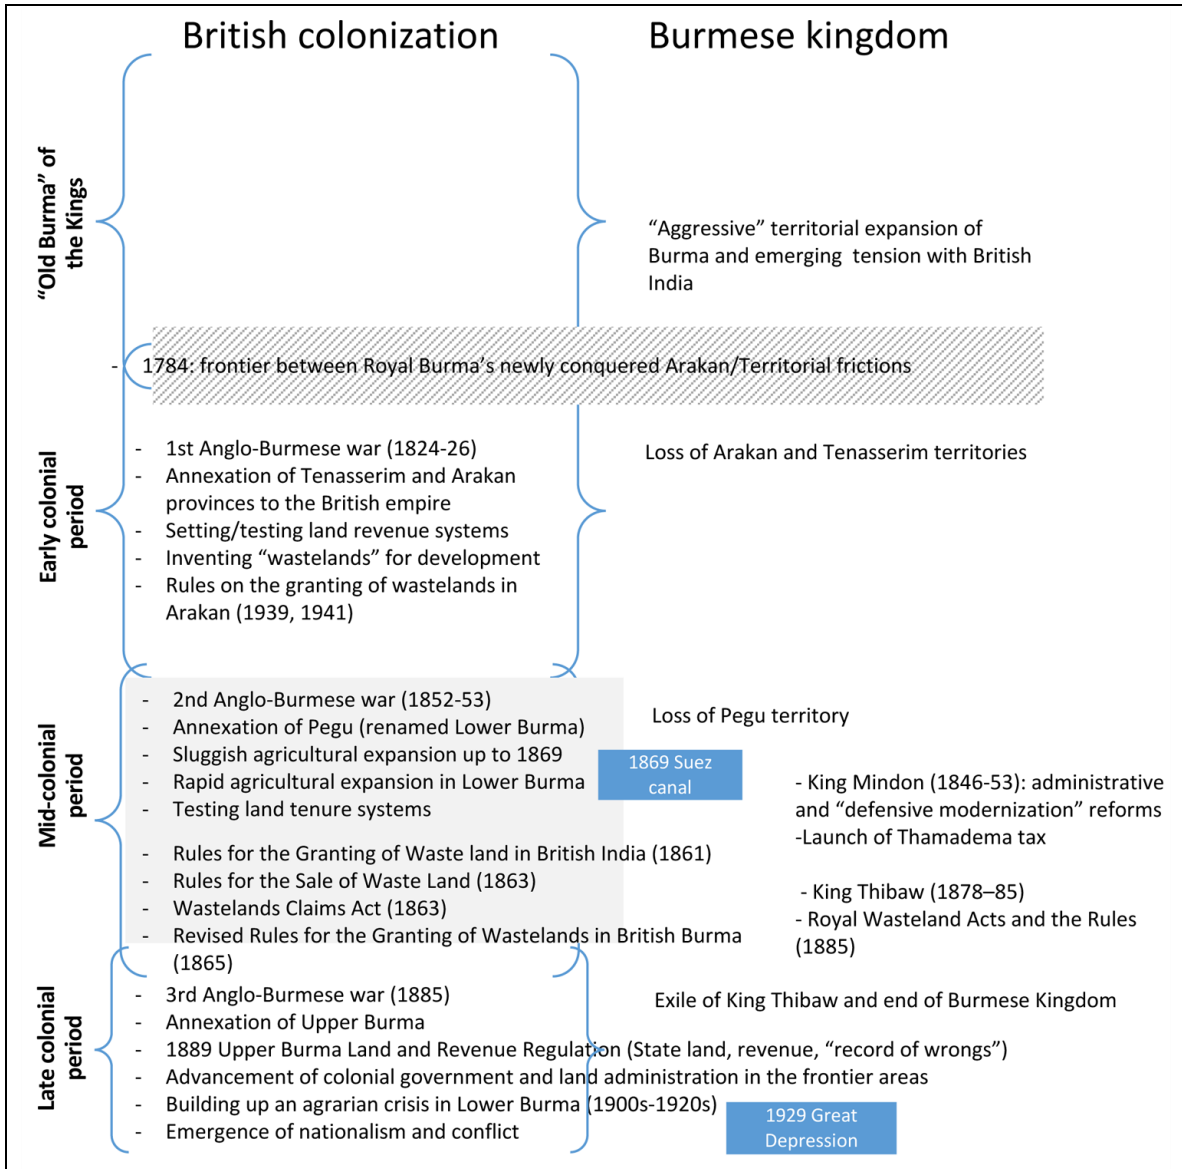 British colonization
Burmese kingdom
“Old Burma” of
the Kings
“Aggressive” territorial expansion of
Burma and emerging tension with British
India
- 1784: frontier between Royal Burma’s newly conquered Arakan/Territorial frictions
Early colonial
period
- 1st Anglo-Burmese war (1824-26)
- Annexation of Tenasserim and Arakan
provinces to the British empire
- Setting/testing land revenue systems
- Inventing “wastelands” for development
- Rules on the granting of wastelands in
Arakan (1939, 1941)
Loss of Arakan and Tenasserim territories
Mid-colonial
period
- 2nd Anglo-Burmese war (1852-53)
- Annexation of Pegu (renamed Lower Burma)
- Sluggish agricultural expansion up to 1869
- Rapid agricultural expansion in Lower Burma
- Testing land tenure systems
- Rules for the Granting of Waste land in British India (1861)
- Rules for the Sale of Waste Land (1863)
- Wastelands Claims Act (1863)
- Revised Rules for the Granting of Wastelands in British Burma
(1865)
Loss of Pegu territory
1869 Suez
canal
- King Mindon (1846-53): administrative
and “defensive modernization” reforms
-Launch of Thamadema tax
- King Thibaw (1878–85)
- Royal Wasteland Acts and the Rules
(1885)
Late colonial
period
- 3rd Anglo-Burmese war (1885)
- Annexation of Upper Burma
- 1889 Upper Burma Land and Revenue Regulation (State land, revenue, “record of wrongs”)
- Advancement of colonial government and land administration in the frontier areas
- Building up an agrarian crisis in Lower Burma (1900s-1920s)
- Emergence of nationalism and conflict
Exile of King Thibaw and end of Burmese Kingdom
1929 Great
Depression